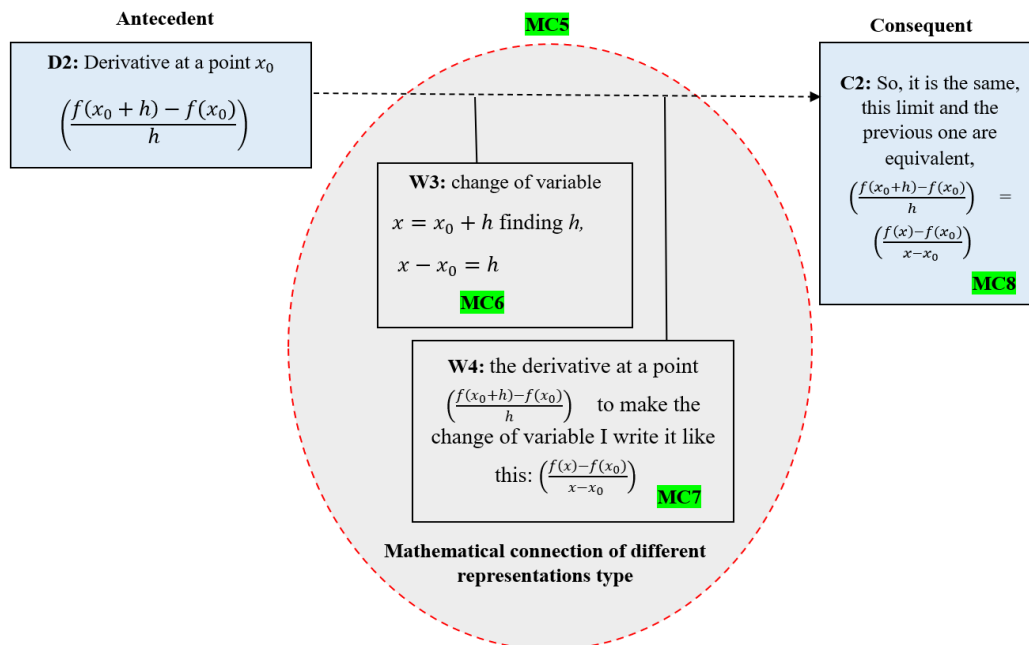 Antecedent
D2: Derivative at a point x₀
(f(x₀ + h) − f(x₀) / h)
MC5
W3: change of variable
x = x₀ + h finding h,
x − x₀ = h
MC6
W4: the derivative at a point
(f(x₀+h)−f(x₀) / h) to make the
change of variable I write it like
this: (f(x)−f(x₀) / x−x₀)
MC7
Mathematical connection of different
representations type
Consequent
C2: So, it is the same,
this limit and the
previous one are
equivalent,
(f(x₀+h)−f(x₀) / h) =
(f(x)−f(x₀) / x−x₀)
MC8